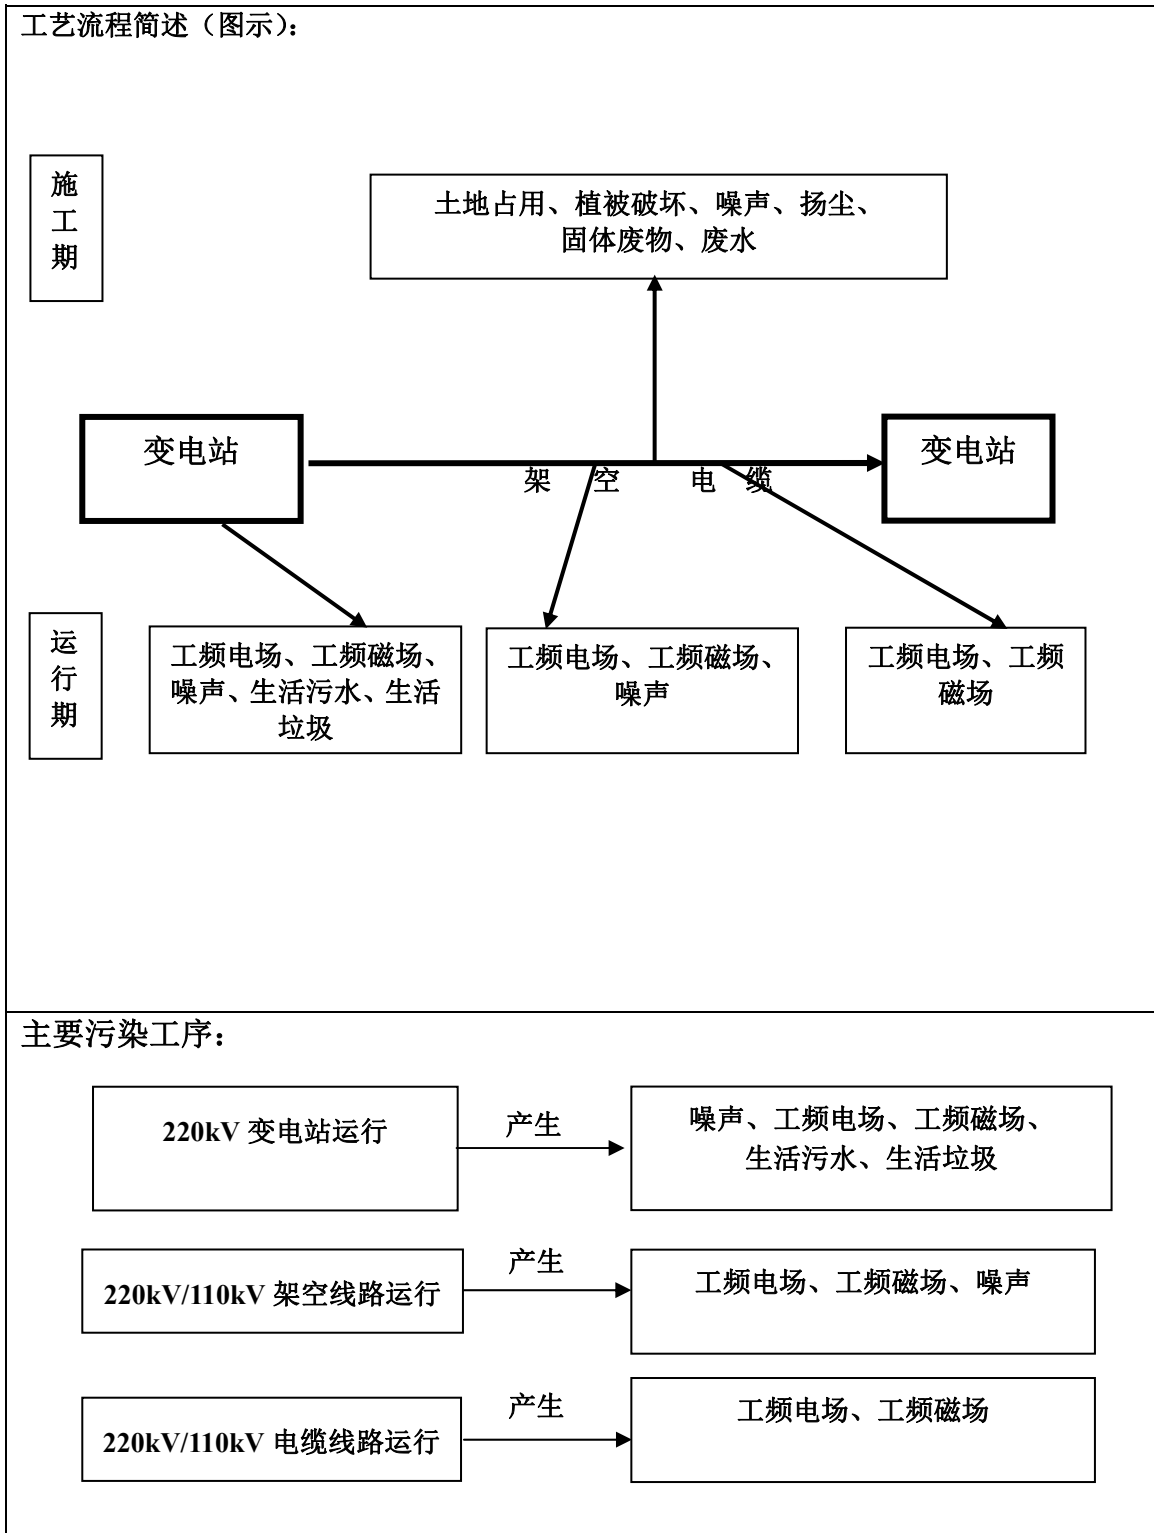 工艺流程简述（图示）：
施
工
期
土地占用、植被破坏、噪声、扬尘、
固体废物、废水
变电站
架 空 电 缆
变电站
运
行
期
工频电场、工频磁场、
噪声、生活污水、生活
垃圾
工频电场、工频磁场、
噪声
工频电场、工频
磁场
主要污染工序：
220kV 变电站运行
产生
噪声、工频电场、工频磁场、
生活污水、生活垃圾
220kV/110kV 架空线路运行
产生
工频电场、工频磁场、噪声
220kV/110kV 电缆线路运行
产生
工频电场、工频磁场